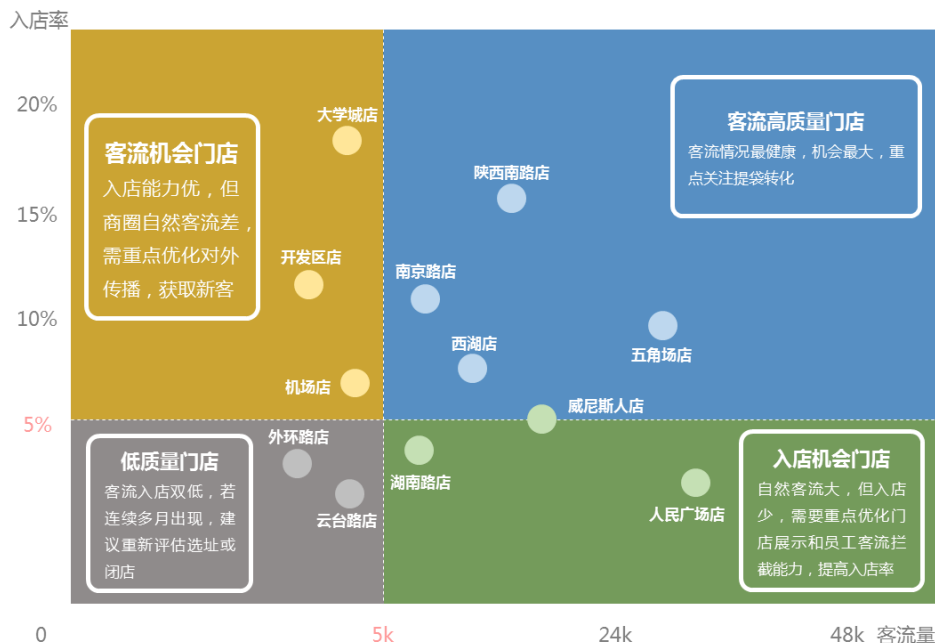 入店率
20%
15%
10%
5%
大学城店
开发区店
机场店
客流机会门店
入店能力优，但
商圈自然客流差，
需重点优化对外
传播，获取新客
陕西南路店
南京路店
西湖店
五角场店
威尼斯人店
客流高质量门店
客流情况最健康，机会最大，重
点关注提袋转化
外环路店
云台路店
低质量门店
客流入店双低，若
连续多月出现，建
议重新评估选址或
闭店
湖南路店
人民广场店
入店机会门店
自然客流大，但入店
少，需要重点优化门
店展示和员工客流拦
截能力，提高入店率
0
5k
24k
48k
客流量